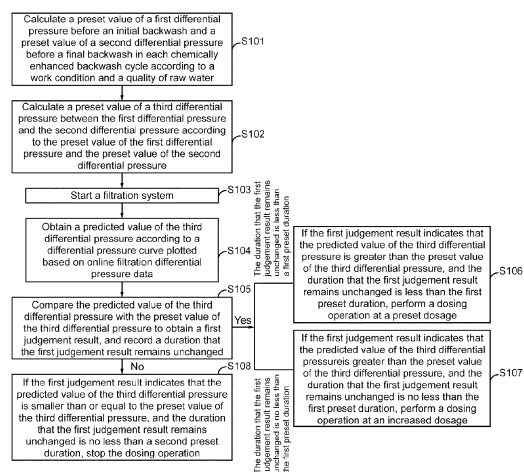 Calculate a preset value of a first differential
pressure before an initial backwash and a
preset value of a second differential pressure
before a final backwash in each chemically
enhanced backwash cycle according to a
work condition and a quality of raw water
S101
Calculate a preset value of a third differential
pressure between the first differential pressure
and the second differential pressure according
to the preset value of the first differential
pressure and the preset value of the second
differential pressure
S102
Start a filtration system
S103
Obtain a predicted value of the third
differential pressure according to a
differential pressure curve plotted
based on online filtration differential
pressure data
S104
S105
Compare the predicted value of the third
differential pressure with the preset value of
the third differential pressure to obtain a first
judgement result, and record a duration that
the first judgement result remains unchanged
Yes
No
The duration that the first
judgement result remains
unchanged is less than
a first preset duration
If the first judgement result indicates that
the predicted value of the third differential
pressure is greater than the preset value
of the third differential pressure, and the
duration that the first judgement result
remains unchanged is less than the first
preset duration, perform a dosing
operation at a preset dosage
S106
The duration that the first
judgement result remains
unchanged is no less than
the first preset duration
If the first judgement result indicates that
the predicted value of the third differential
pressureis greater than the preset value
of the third differential pressure, and the
duration that the first judgement result
remains unchanged is no less than the
first preset duration, perform a dosing
operation at an increased dosage
S107
S108
If the first judgement result indicates that the
predicted value of the third differential pressure is
smaller than or equal to the preset value of
the third differential pressure, and the duration
that the first judgement result remains
unchanged is no less than a second preset
duration, stop the dosing operation